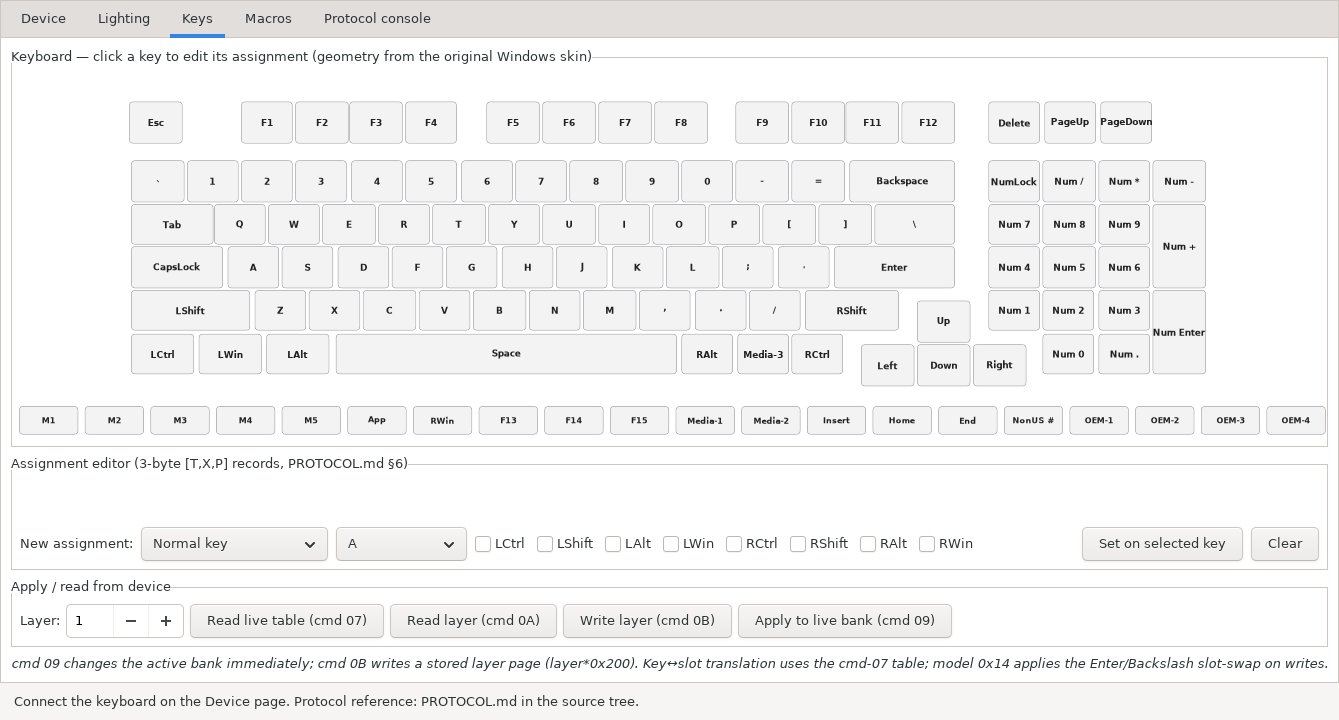 Device Lighting Keys Macros Protocol console
Keyboard — click a key to edit its assignment (geometry from the original Windows skin)
Esc F1 F2 F3 F4 F5 F6 F7 F8 F9 F10 F11 F12 Delete PageUp PageDown
` 1 2 3 4 5 6 7 8 9 0 - = Backspace NumLock Num / Num * Num -
Tab Q W E R T Y U I O P [ ] \ Num 7 Num 8 Num 9 Num +
CapsLock A S D F G H J K L ; ' Enter Num 4 Num 5 Num 6
LShift Z X C V B N M , . / RShift Up Num 1 Num 2 Num 3 Num Enter
LCtrl LWin LAlt Space RAlt Media-3 RCtrl Left Down Right Num 0 Num .
M1 M2 M3 M4 M5 App RWin F13 F14 F15 Media-1 Media-2 Insert Home End NonUS # OEM-1 OEM-2 OEM-3 OEM-4
Assignment editor (3-byte [T,X,P] records, PROTOCOL.md §6)
New assignment: Normal key A LCtrl LShift LAlt LWin RCtrl RShift RAlt RWin Set on selected key Clear
Apply / read from device
Layer: 1 − + Read live table (cmd 07) Read layer (cmd 0A) Write layer (cmd 0B) Apply to live bank (cmd 09)
cmd 09 changes the active bank immediately; cmd 0B writes a stored layer page (layer*0x200). Key↔slot translation uses the cmd-07 table; model 0x14 applies the Enter/Backslash slot-swap on writes.
Connect the keyboard on the Device page. Protocol reference: PROTOCOL.md in the source tree.